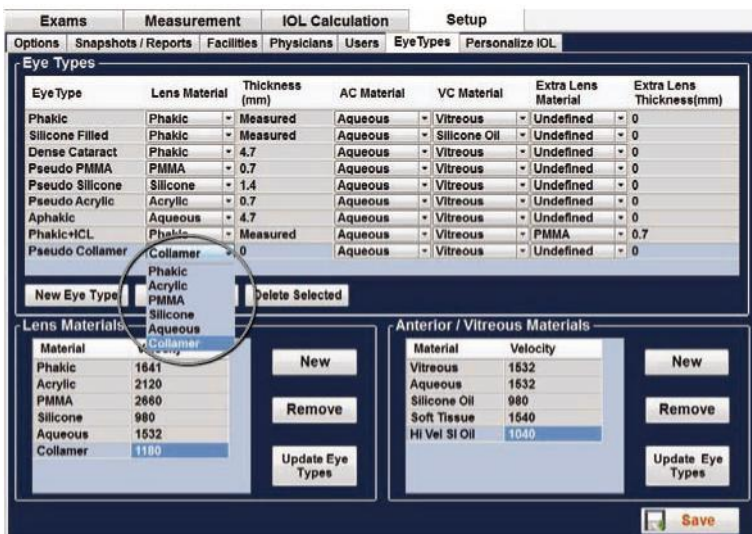 Exams Measurement IOL Calculation Setup
Options Snapshots / Reports Facilities Physicians Users Eye Types Personalize IOL
Eye Types
Eye Type Lens Material Thickness (mm) AC Material VC Material Extra Lens Material Extra Lens Thickness(mm)
Phakic Phakic Measured Aqueous Vitreous Undefined 0
Silicone Filled Phakic Measured Aqueous Silicone Oil Undefined 0
Dense Cataract Phakic 4.7 Aqueous Vitreous Undefined 0
Pseudo PMMA PMMA 0.7 Aqueous Vitreous Undefined 0
Pseudo Silicone Silicone 1.4 Aqueous Vitreous Undefined 0
Pseudo Acrylic Acrylic 0.7 Aqueous Vitreous Undefined 0
Aphakic Aqueous 4.7 Aqueous Vitreous Undefined 0
Phakic+ICL Phakic Measured Aqueous Vitreous PMMA 0.7
Pseudo Collamer Collamer 0 Aqueous Vitreous Undefined 0
Phakic
Acrylic
PMMA
Silicone
Aqueous
Collamer
New Eye Type Delete Selected
Lens Materials
Material
Phakic 1641
Acrylic 2120
PMMA 2660
Silicone 980
Aqueous 1532
Collamer 1180
New
Remove
Update Eye Types
Anterior / Vitreous Materials
Material Velocity
Vitreous 1532
Aqueous 1532
Silicone Oil 980
Soft Tissue 1540
Hi Vel SI Oil 1040
New
Remove
Update Eye Types
Save